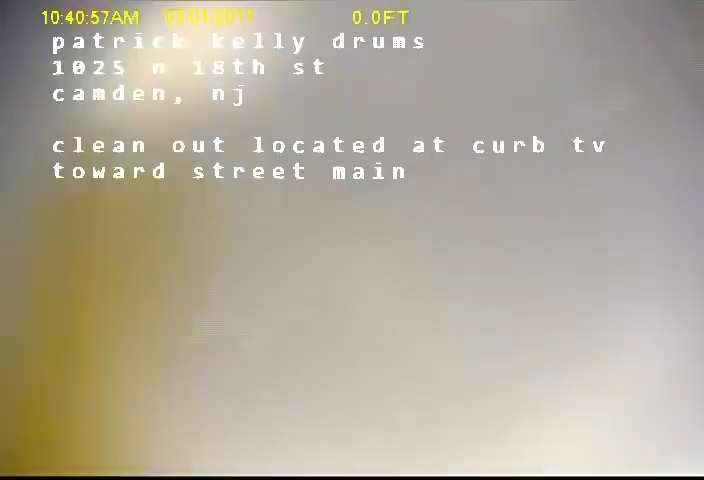 10:40:57AM 03/01/2017 0.0FT
patrick kelly drums
1025 n 18th st
camden, nj
clean out located at curb tv
toward street main